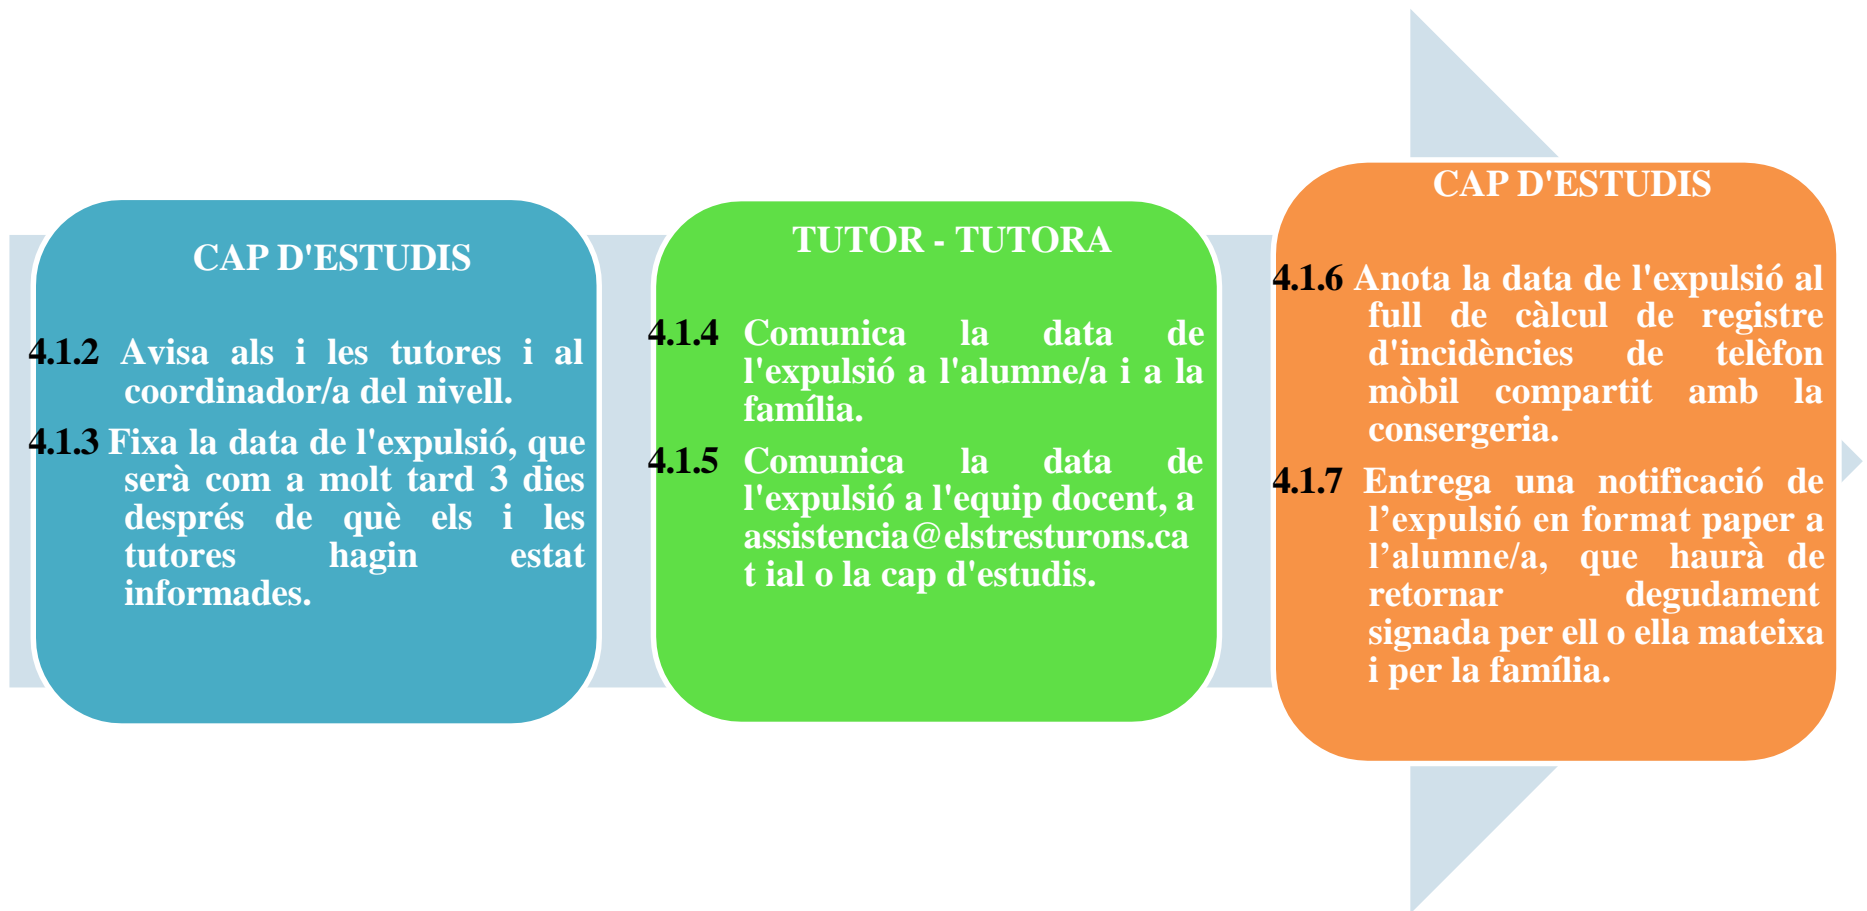 CAP D'ESTUDIS
4.1.2 Avisa als i les tutores i al
coordinador/a del nivell.
4.1.3 Fixa la data de l'expulsió, que
serà com a molt tard 3 dies
després de què els i les
tutores hagin estat
informades.
TUTOR - TUTORA
4.1.4 Comunica la data de
l'expulsió a l'alumne/a i a la
família.
4.1.5 Comunica la data de
l'expulsió a l'equip docent, a
assistencia@elstresturons.ca
t ial o la cap d'estudis.
CAP D'ESTUDIS
4.1.6 Anota la data de l'expulsió al
full de càlcul de registre
d'incidències de telèfon
mòbil compartit amb la
consergeria.
4.1.7 Entrega una notificació de
l’expulsió en format paper a
l’alumne/a, que haurà de
retornar degudament
signada per ell o ella mateixa
i per la família.